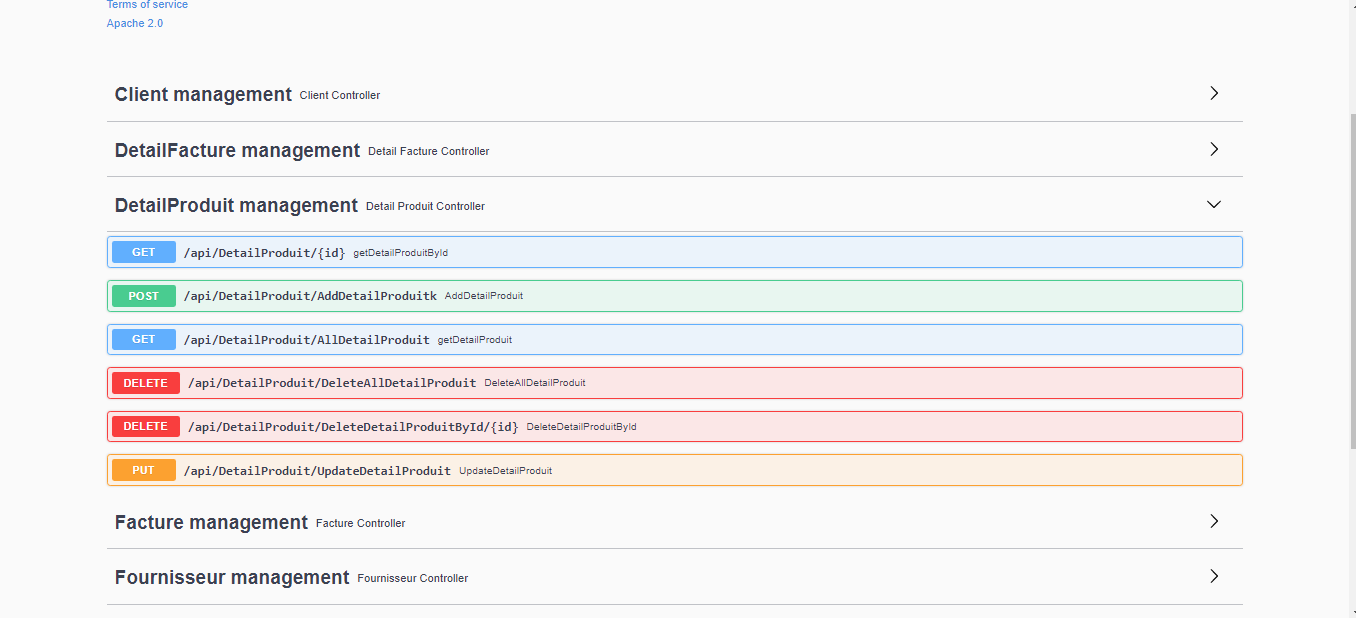 Terms of service
Apache 2.0
Client management Client Controller
DetailFacture management Detail Facture Controller
DetailProduit management Detail Produit Controller
GET /api/DetailProduit/{id} getDetailProduitById
POST /api/DetailProduit/AddDetailProduitk AddDetailProduit
GET /api/DetailProduit/AllDetailProduit getDetailProduit
DELETE /api/DetailProduit/DeleteAllDetailProduit DeleteAllDetailProduit
DELETE /api/DetailProduit/DeleteDetailProduitById/{id} DeleteDetailProduitById
PUT /api/DetailProduit/UpdateDetailProduit UpdateDetailProduit
Facture management Facture Controller
Fournisseur management Fournisseur Controller